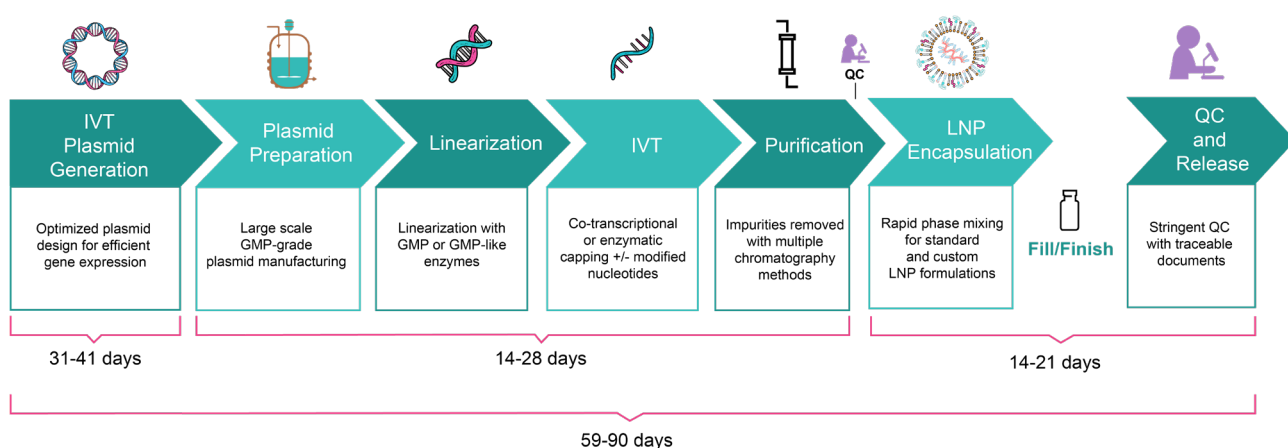 QC
IVT
Plasmid
Generation
Plasmid
Preparation
Linearization
IVT
Purification
LNP
Encapsulation
QC
and
Release
Optimized plasmid
design for efficient
gene expression
Large scale
GMP-grade
plasmid manufacturing
Linearization with
GMP or GMP-like
enzymes
Co-transcriptional
or enzymatic
capping +/- modified
nucleotides
Impurities removed
with multiple
chromatography
methods
Rapid phase mixing
for standard
and custom
LNP formulations
Fill/Finish
Stringent QC
with traceable
documents
31-41 days
14-28 days
14-21 days
59-90 days